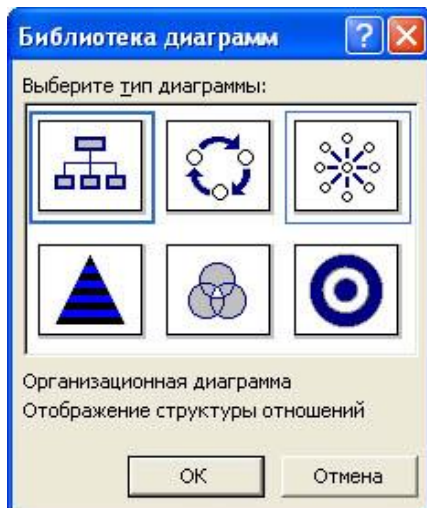 Библиотека диаграмм
Выберите тип диаграммы:
Организационная диаграмма
Отображение структуры отношений
ОК
Отмена